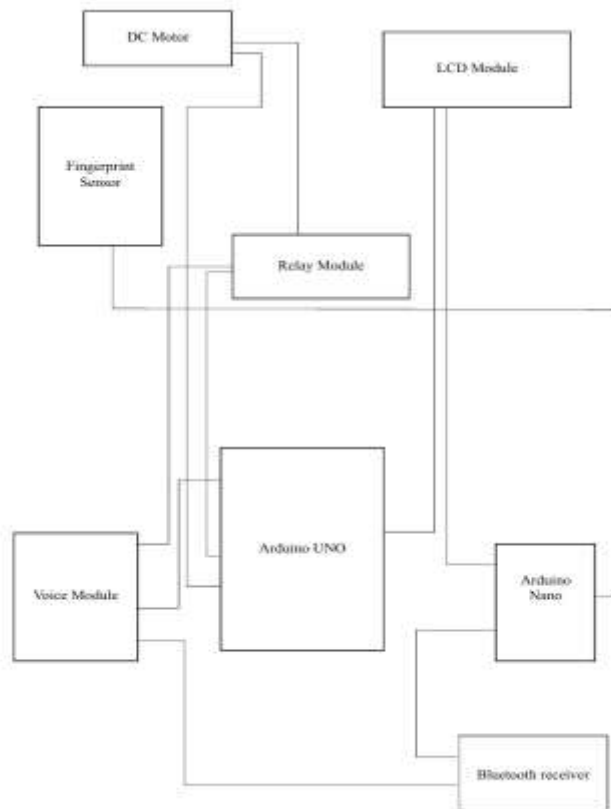 DC Motor
LCD Module
Fingerprint
Sensor
Relay Module
Arduino UNO
Arduino
Nano
Voice Module
Bluetooth receiver